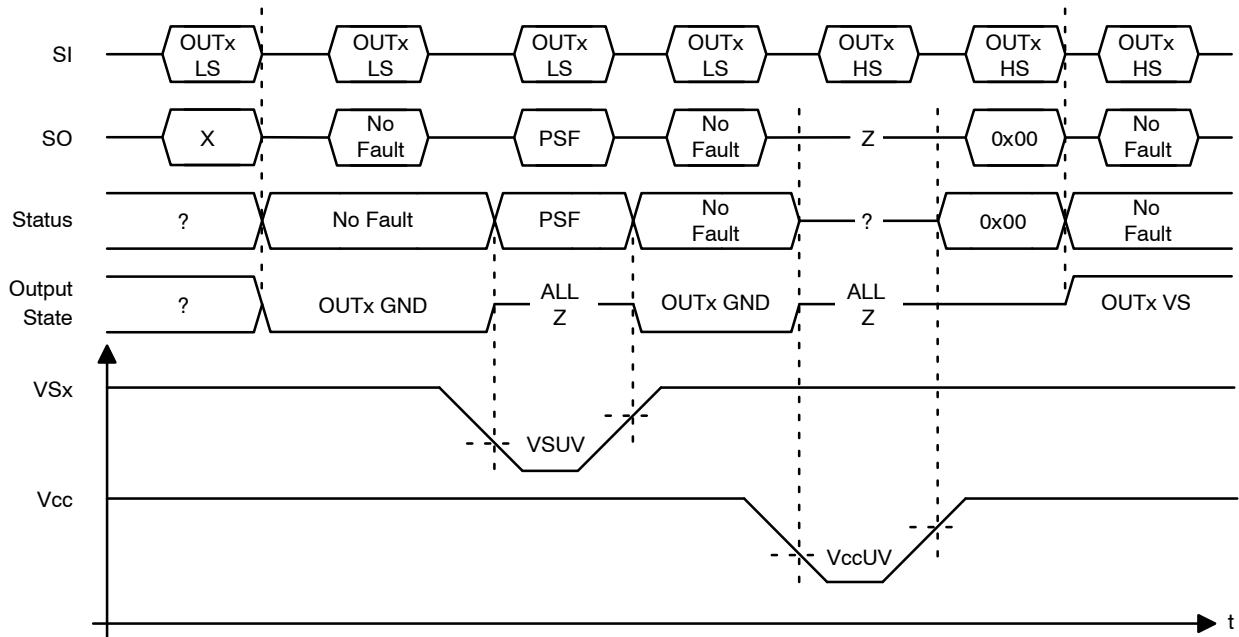 SI
OUTx
LS
OUTx
LS
OUTx
LS
OUTx
LS
OUTx
HS
OUTx
HS
OUTx
HS
SO
X
No
Fault
PSF
No
Fault
Z
0x00
No
Fault
Status
?
No Fault
PSF
No
Fault
?
0x00
No
Fault
Output
State
?
OUTx GND
ALL
Z
OUTx GND
ALL
Z
OUTx VS
VSx
VSUV
Vcc
VccUV
t